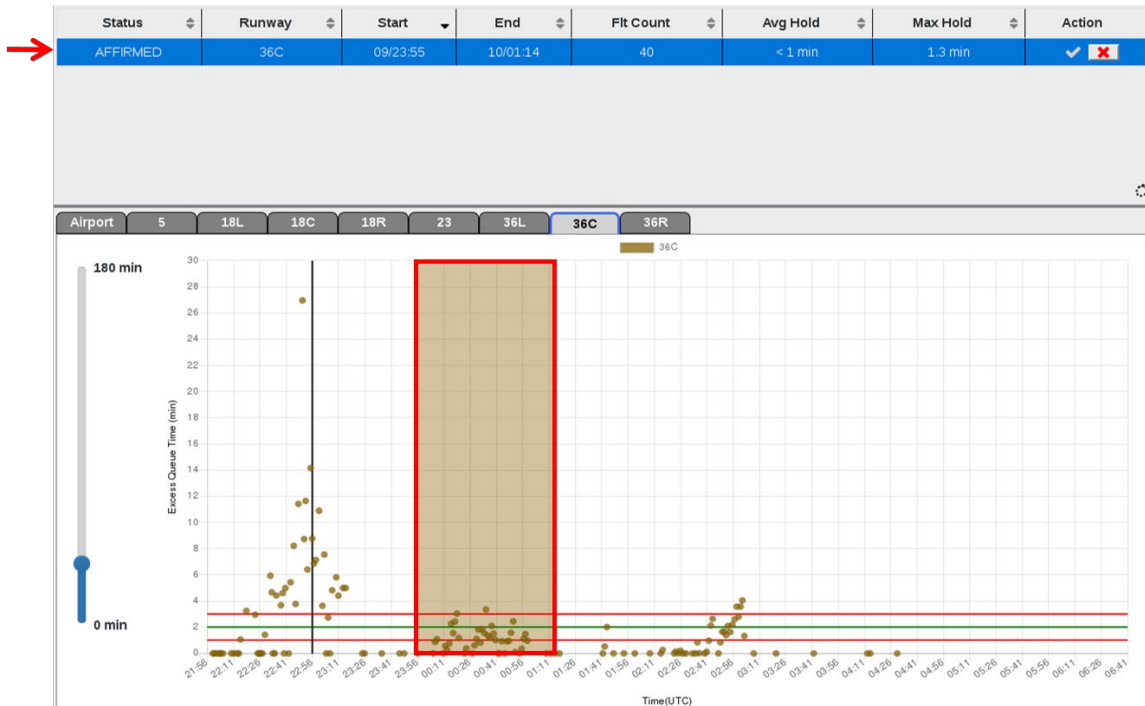 Status Runway Start End Flt Count Avg Hold Max Hold Action
AFFIRMED 36C 09/23:55 10/01:14 40 < 1 min 1.3 min
Airport 5 18L 18C 18R 23 36L 36C 36R
36C
180 min
0 min
Excess Queue Time (min)
30
28
26
24
22
20
18
16
14
12
10
8
6
4
2
0
21:56 22:11 22:26 22:41 22:56 23:11 23:26 23:41 23:56 00:11 00:26 00:41 00:56 01:11 01:26 01:41 01:56 02:11 02:26 02:41 02:56 03:11 03:26 03:41 03:56 04:11 04:26 04:41 04:56 05:11 05:26 05:41 05:56 06:11 06:26 06:41
Time(UTC)